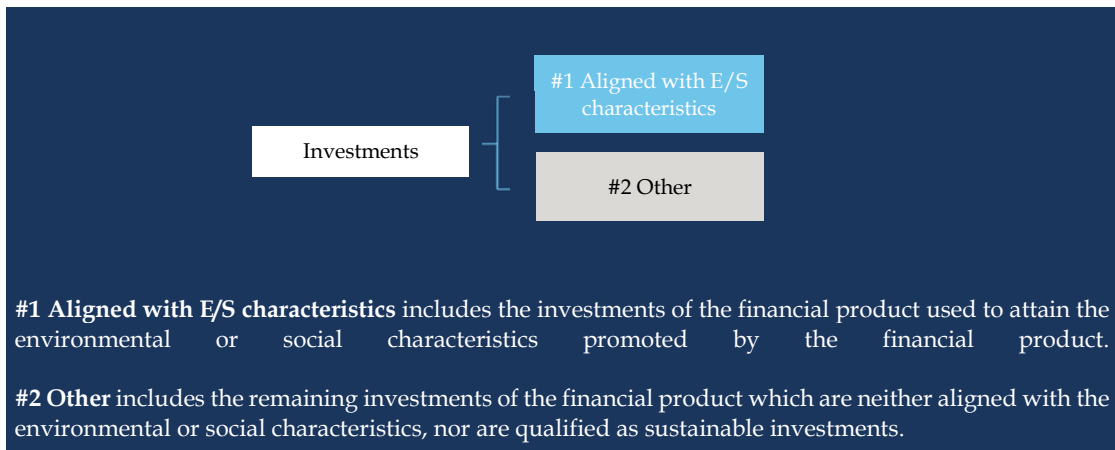 #1 Aligned with E/S
characteristics
Investments
#2 Other
#1 Aligned with E/S characteristics includes the investments of the financial product used to attain the
environmental or social characteristics promoted by the financial product.
#2 Other includes the remaining investments of the financial product which are neither aligned with the
environmental or social characteristics, nor are qualified as sustainable investments.